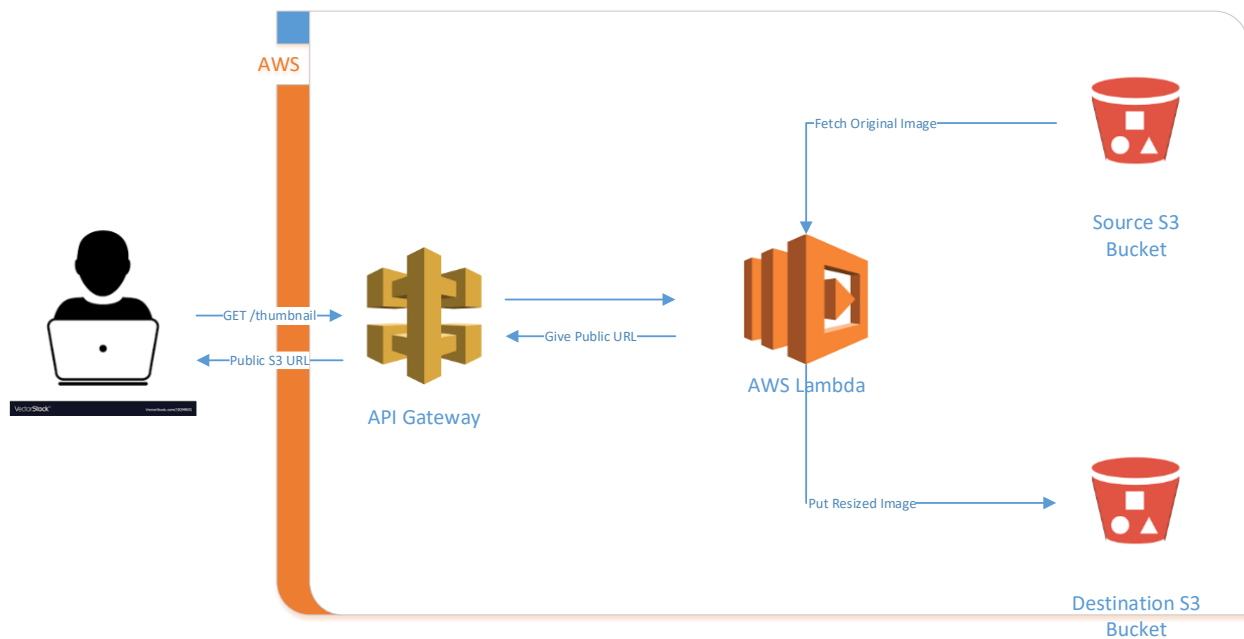 AWS
Fetch Original Image
Source S3
Bucket
GET /thumbnail
Give Public URL
Public S3 URL
AWS Lambda
VectorStock®
API Gateway
Put Resized Image
Destination S3
Bucket